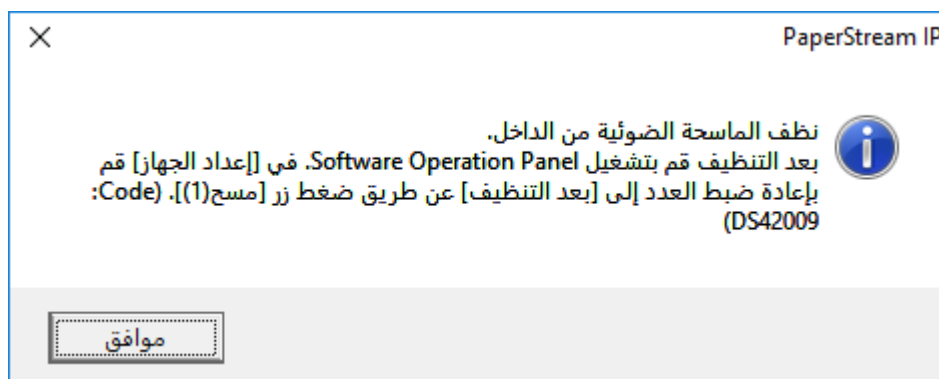 PaperStream IP
نظف الماسحة الضوئية من الداخل.
بعد التنظيف قم بتشغيل Software Operation Panel. في [إعداد الجهاز] قم
بإعادة ضبط العدد إلى [بعد التنظيف] عن طريق ضغط زر [مسح(1)]. (Code:
DS42009)
موافق